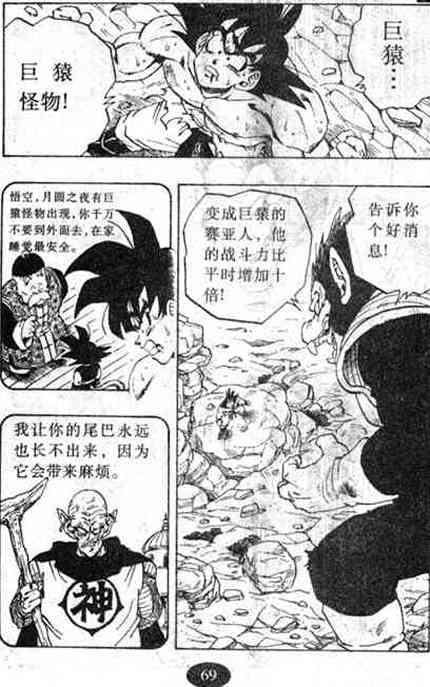 巨
猿
…
巨猿
怪物!
告诉你
个好消
息!
变成巨猿的
赛亚人，他
的战斗力比
平时增加十
倍!
悟空，月圆之夜有巨
猿怪物出现，你千万
不要到外面去，在家
睡觉最安全。
我让你的尾巴永远
也长不出来，因为
它会带来麻烦。
神
69